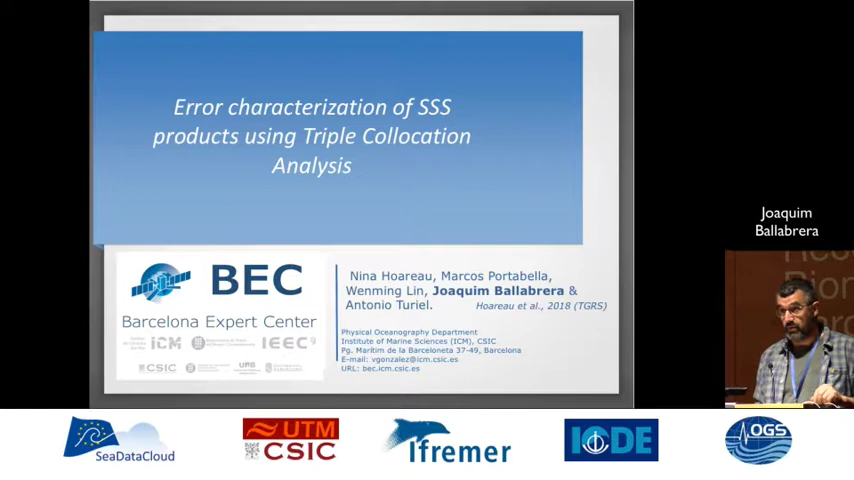 Error characterization of SSS
products using Triple Collocation
Analysis
BEC
Barcelona Expert Center
ICM
IEEC
CSIC
UPB
Nina Hoareau, Marcos Portabella,
Wenming Lin, Joaquim Ballabrera &
Antonio Turiel. Hoareau et al., 2018 (TGRS)
Physical Oceanography Department
Institute of Marine Sciences (ICM), CSIC
Pg. Marítim de la Barceloneta 37-49, Barcelona
E-mail: vgonzalez@icm.csic.es
URL: bec.icm.csic.es
Joaquim
Ballabrera
SeaDataCloud
UTM
CSIC
Ifremer
IODE
OGS